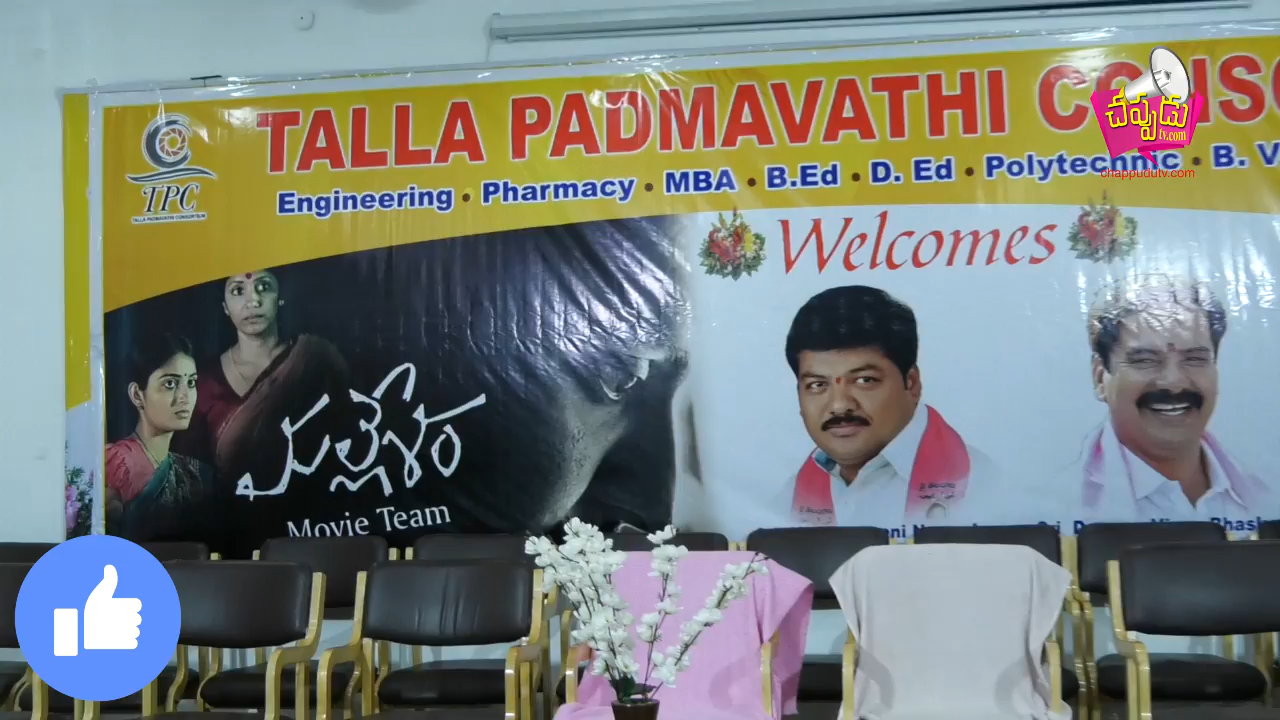 TALLA PADMAVATHI CONSO
Engineering • Pharmacy • MBA • B.Ed • D. Ed • Polytechnic • B. V
TPC
TALLA PADMAVATHI CONSORTIUM
చప్పుడు
tv.com
chappudutv.com
Welcomes
మల్లేశం
Movie Team